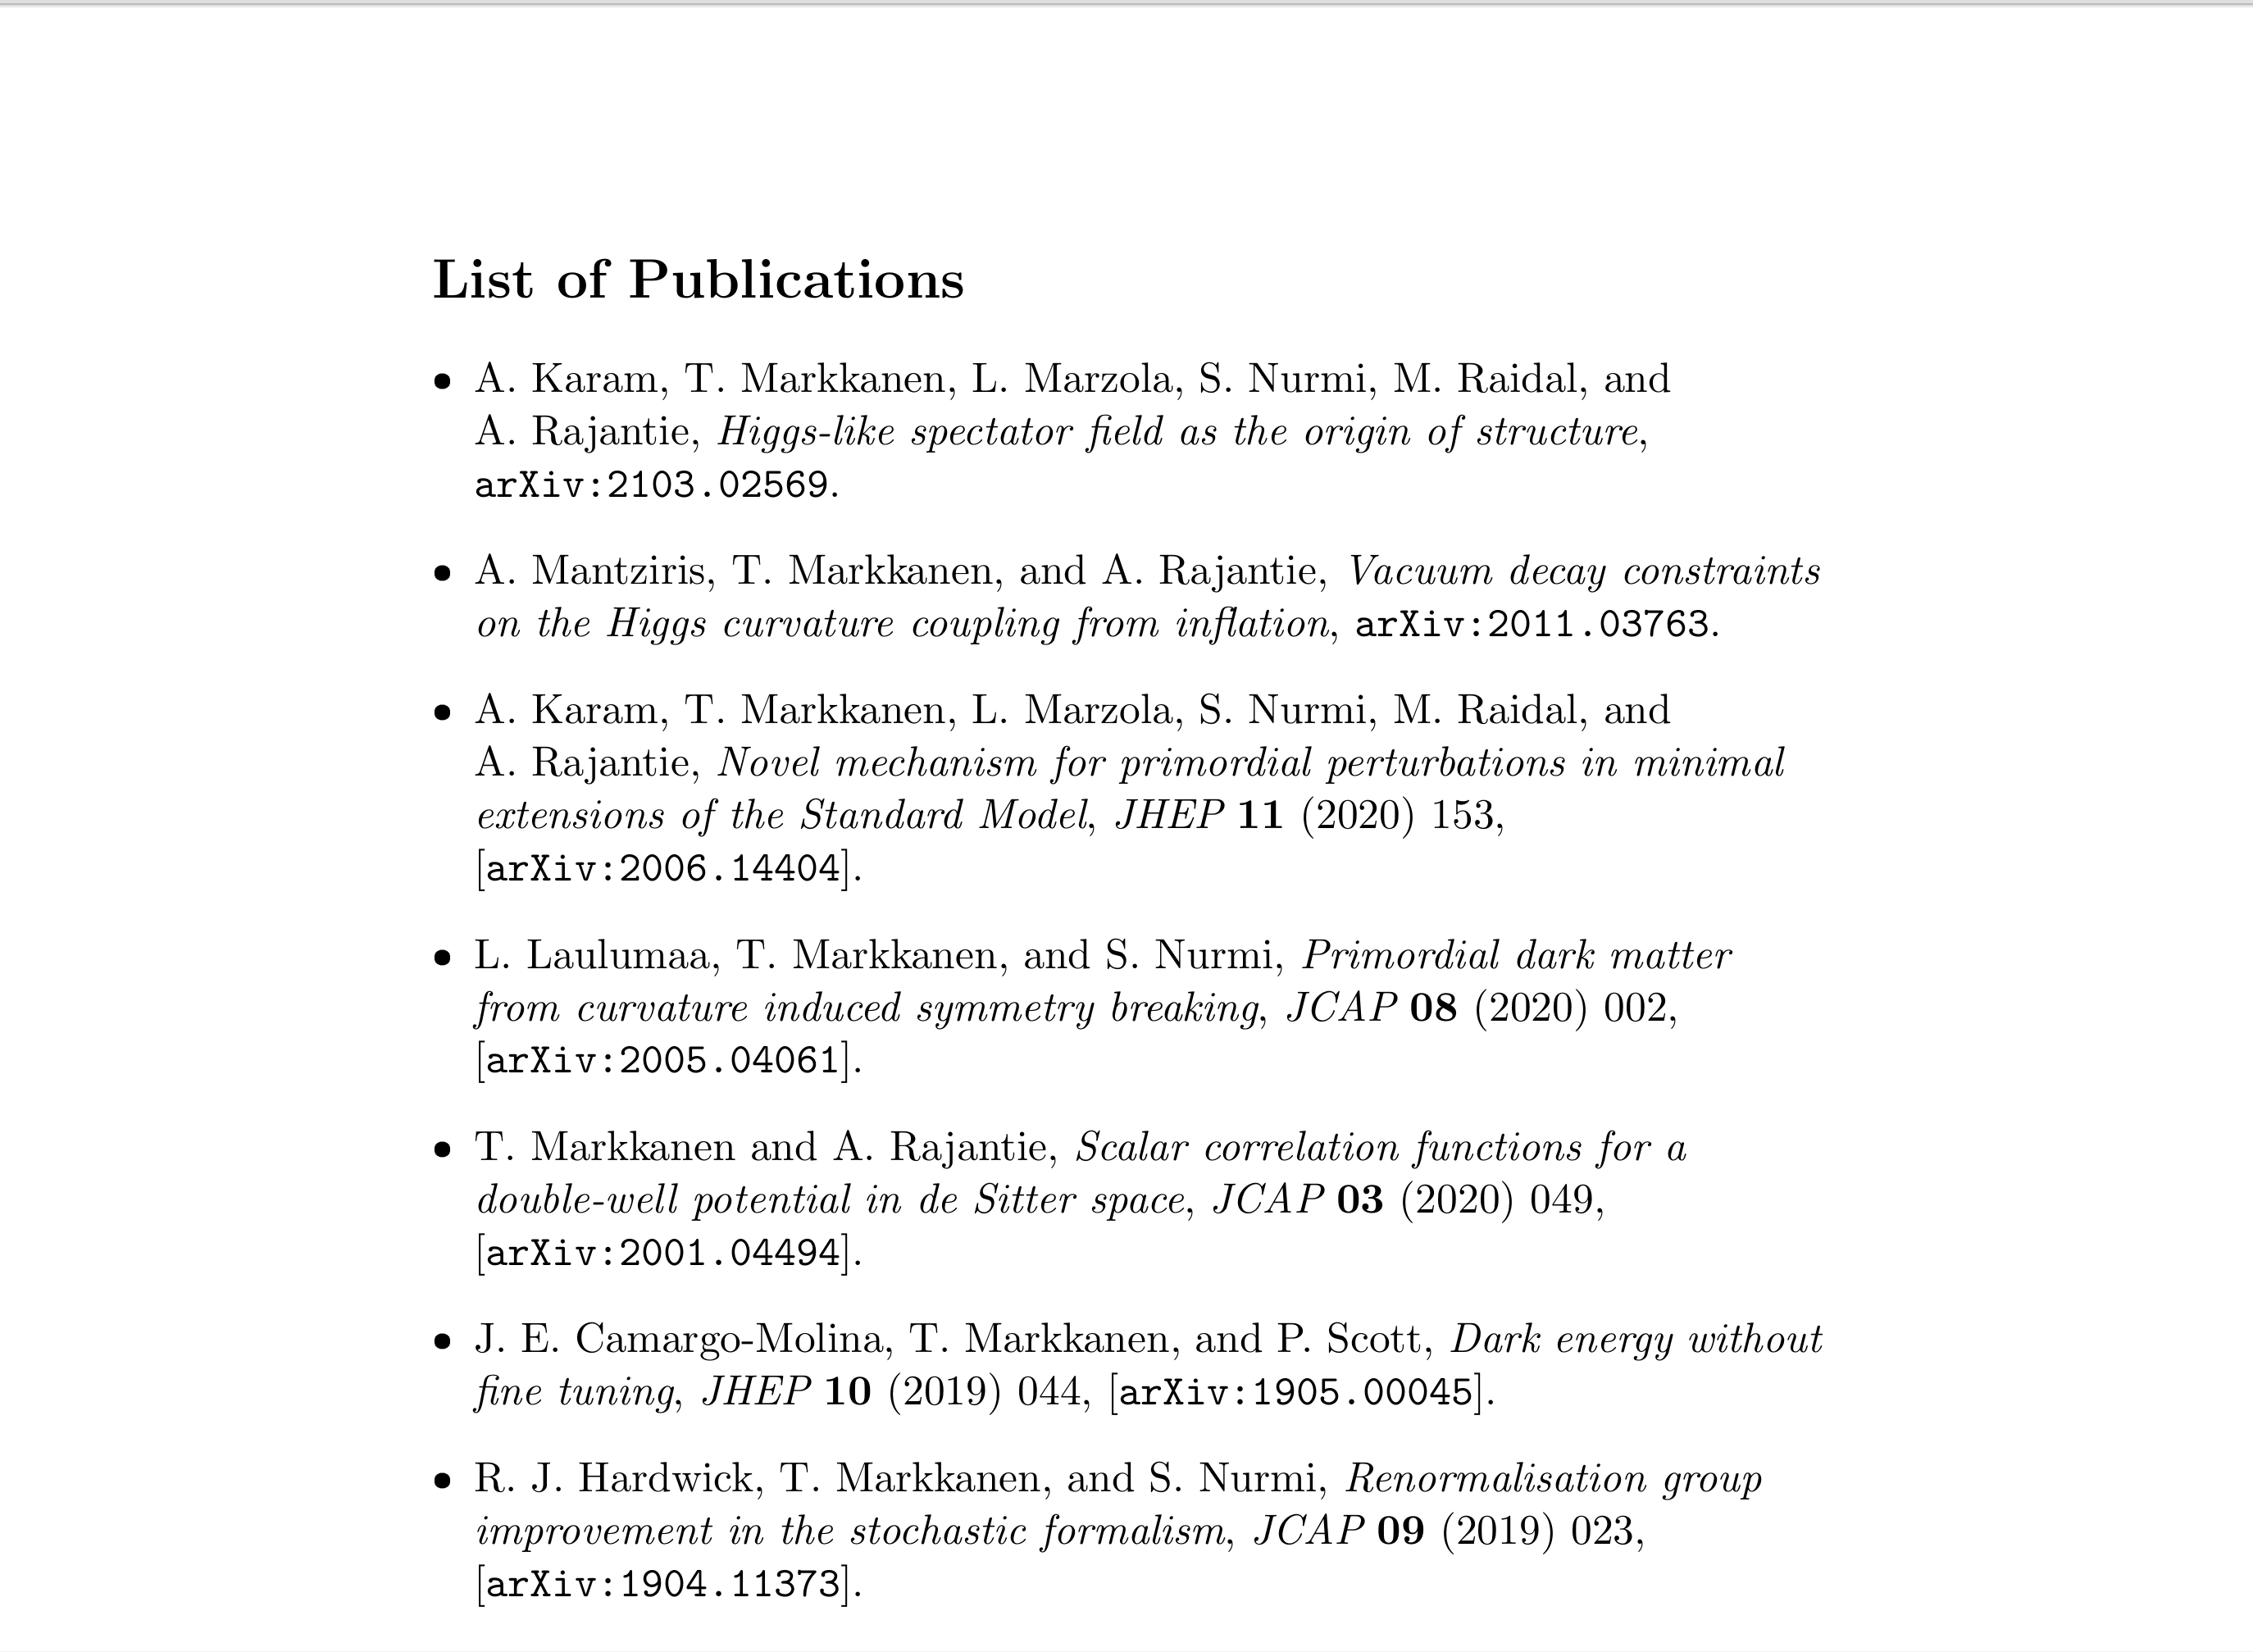 List of Publications
• A. Karam, T. Markkanen, L. Marzola, S. Nurmi, M. Raidal, and
A. Rajantie, Higgs-like spectator field as the origin of structure,
arXiv:2103.02569.
• A. Mantziris, T. Markkanen, and A. Rajantie, Vacuum decay constraints
on the Higgs curvature coupling from inflation, arXiv:2011.03763.
• A. Karam, T. Markkanen, L. Marzola, S. Nurmi, M. Raidal, and
A. Rajantie, Novel mechanism for primordial perturbations in minimal
extensions of the Standard Model, JHEP 11 (2020) 153,
[arXiv:2006.14404].
• L. Laulumaa, T. Markkanen, and S. Nurmi, Primordial dark matter
from curvature induced symmetry breaking, JCAP 08 (2020) 002,
[arXiv:2005.04061].
• T. Markkanen and A. Rajantie, Scalar correlation functions for a
double-well potential in de Sitter space, JCAP 03 (2020) 049,
[arXiv:2001.04494].
• J. E. Camargo-Molina, T. Markkanen, and P. Scott, Dark energy without
fine tuning, JHEP 10 (2019) 044, [arXiv:1905.00045].
• R. J. Hardwick, T. Markkanen, and S. Nurmi, Renormalisation group
improvement in the stochastic formalism, JCAP 09 (2019) 023,
[arXiv:1904.11373].